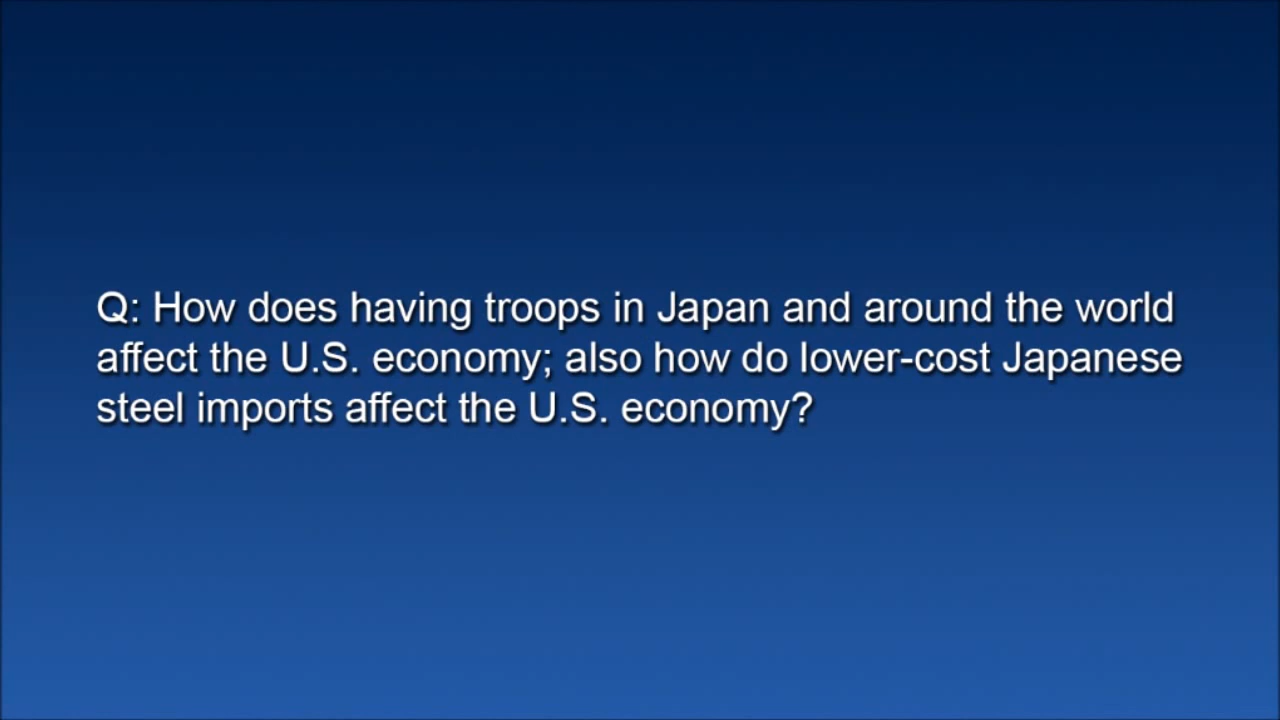 Q: How does having troops in Japan and around the world
affect the U.S. economy; also how do lower-cost Japanese
steel imports affect the U.S. economy?